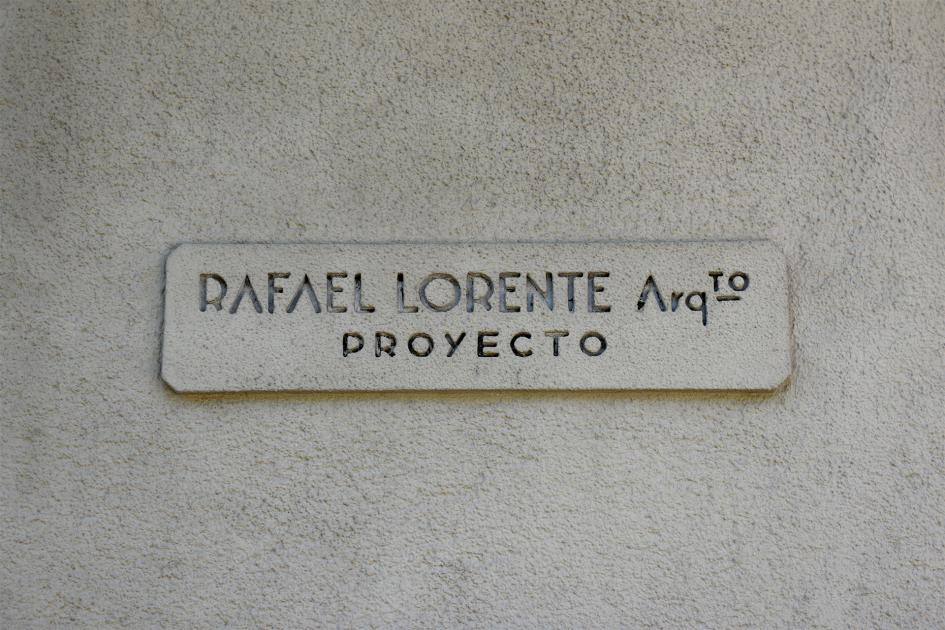 RAFAEL LORENTE Arqᵀᴼ
PROYECTO